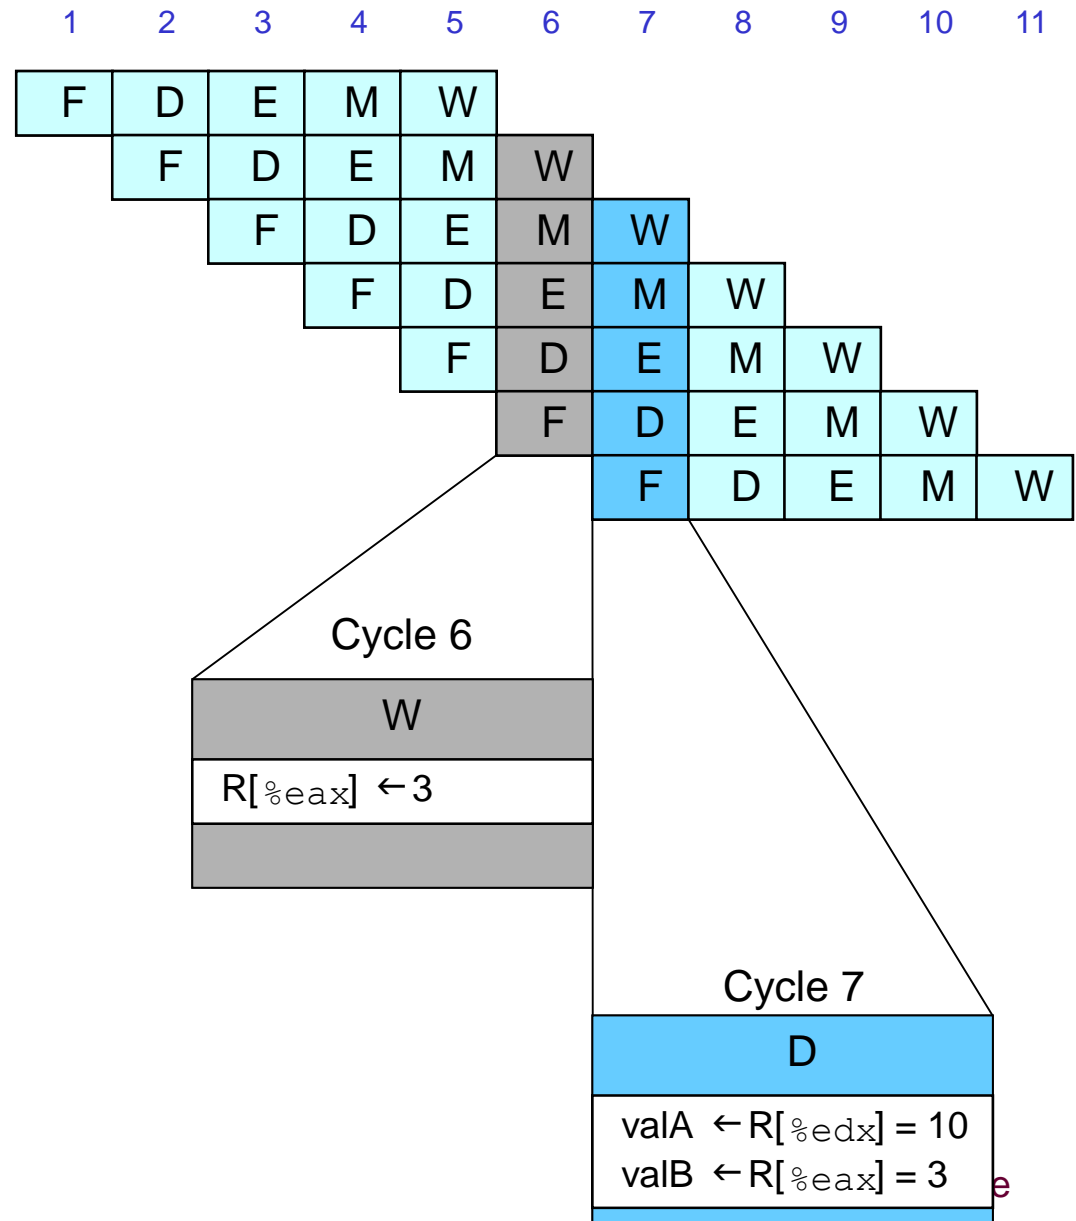 1 2 3 4 5 6 7 8 9 10 11
F D E M W
F D E M W
F D E M W
F D E M W
F D E M W
F D E M W
F D E M W
Cycle 6
W
R[%eax] ←3
Cycle 7
D
valA ←R[%edx] = 10
valB ←R[%eax] = 3
e